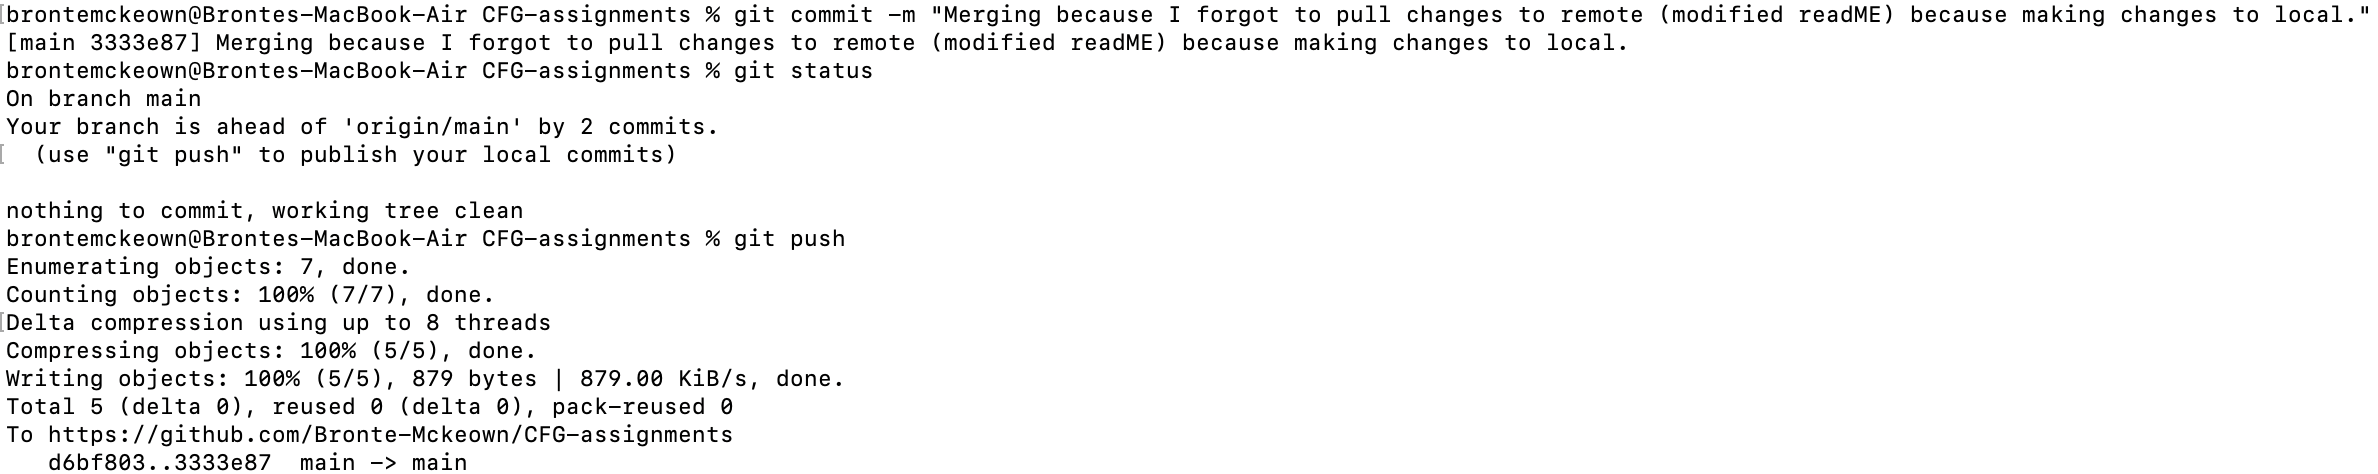 [brontemckeown@Brontes-MacBook-Air CFG-assignments % git commit -m "Merging because I forgot to pull changes to remote (modified readME) because making changes to local."
[main 3333e87] Merging because I forgot to pull changes to remote (modified readME) because making changes to local.
brontemckeown@Brontes-MacBook-Air CFG-assignments % git status
On branch main
Your branch is ahead of 'origin/main' by 2 commits.
[  (use "git push" to publish your local commits)
nothing to commit, working tree clean
brontemckeown@Brontes-MacBook-Air CFG-assignments % git push
Enumerating objects: 7, done.
Counting objects: 100% (7/7), done.
[Delta compression using up to 8 threads
Compressing objects: 100% (5/5), done.
Writing objects: 100% (5/5), 879 bytes | 879.00 KiB/s, done.
Total 5 (delta 0), reused 0 (delta 0), pack-reused 0
To https://github.com/Bronte-Mckeown/CFG-assignments
   d6bf803..3333e87  main -> main